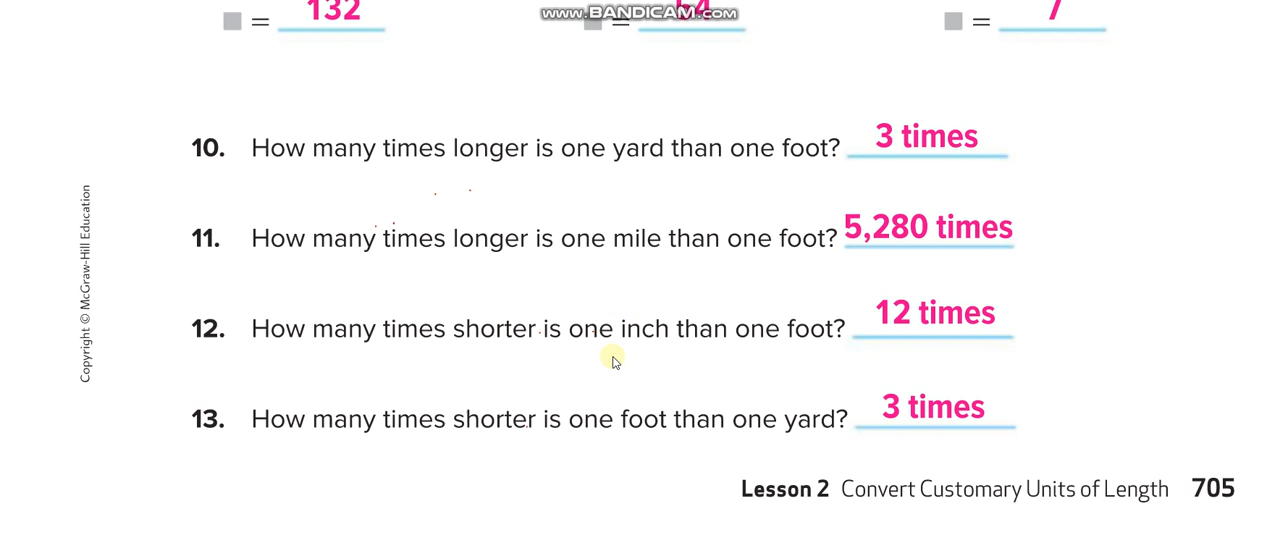 www.BANDICAM.com
= 132 = 54 = 7
10. How many times longer is one yard than one foot? 3 times
11. How many times longer is one mile than one foot? 5,280 times
12. How many times shorter is one inch than one foot? 12 times
13. How many times shorter is one foot than one yard? 3 times
Copyright © McGraw-Hill Education
Lesson 2 Convert Customary Units of Length 705